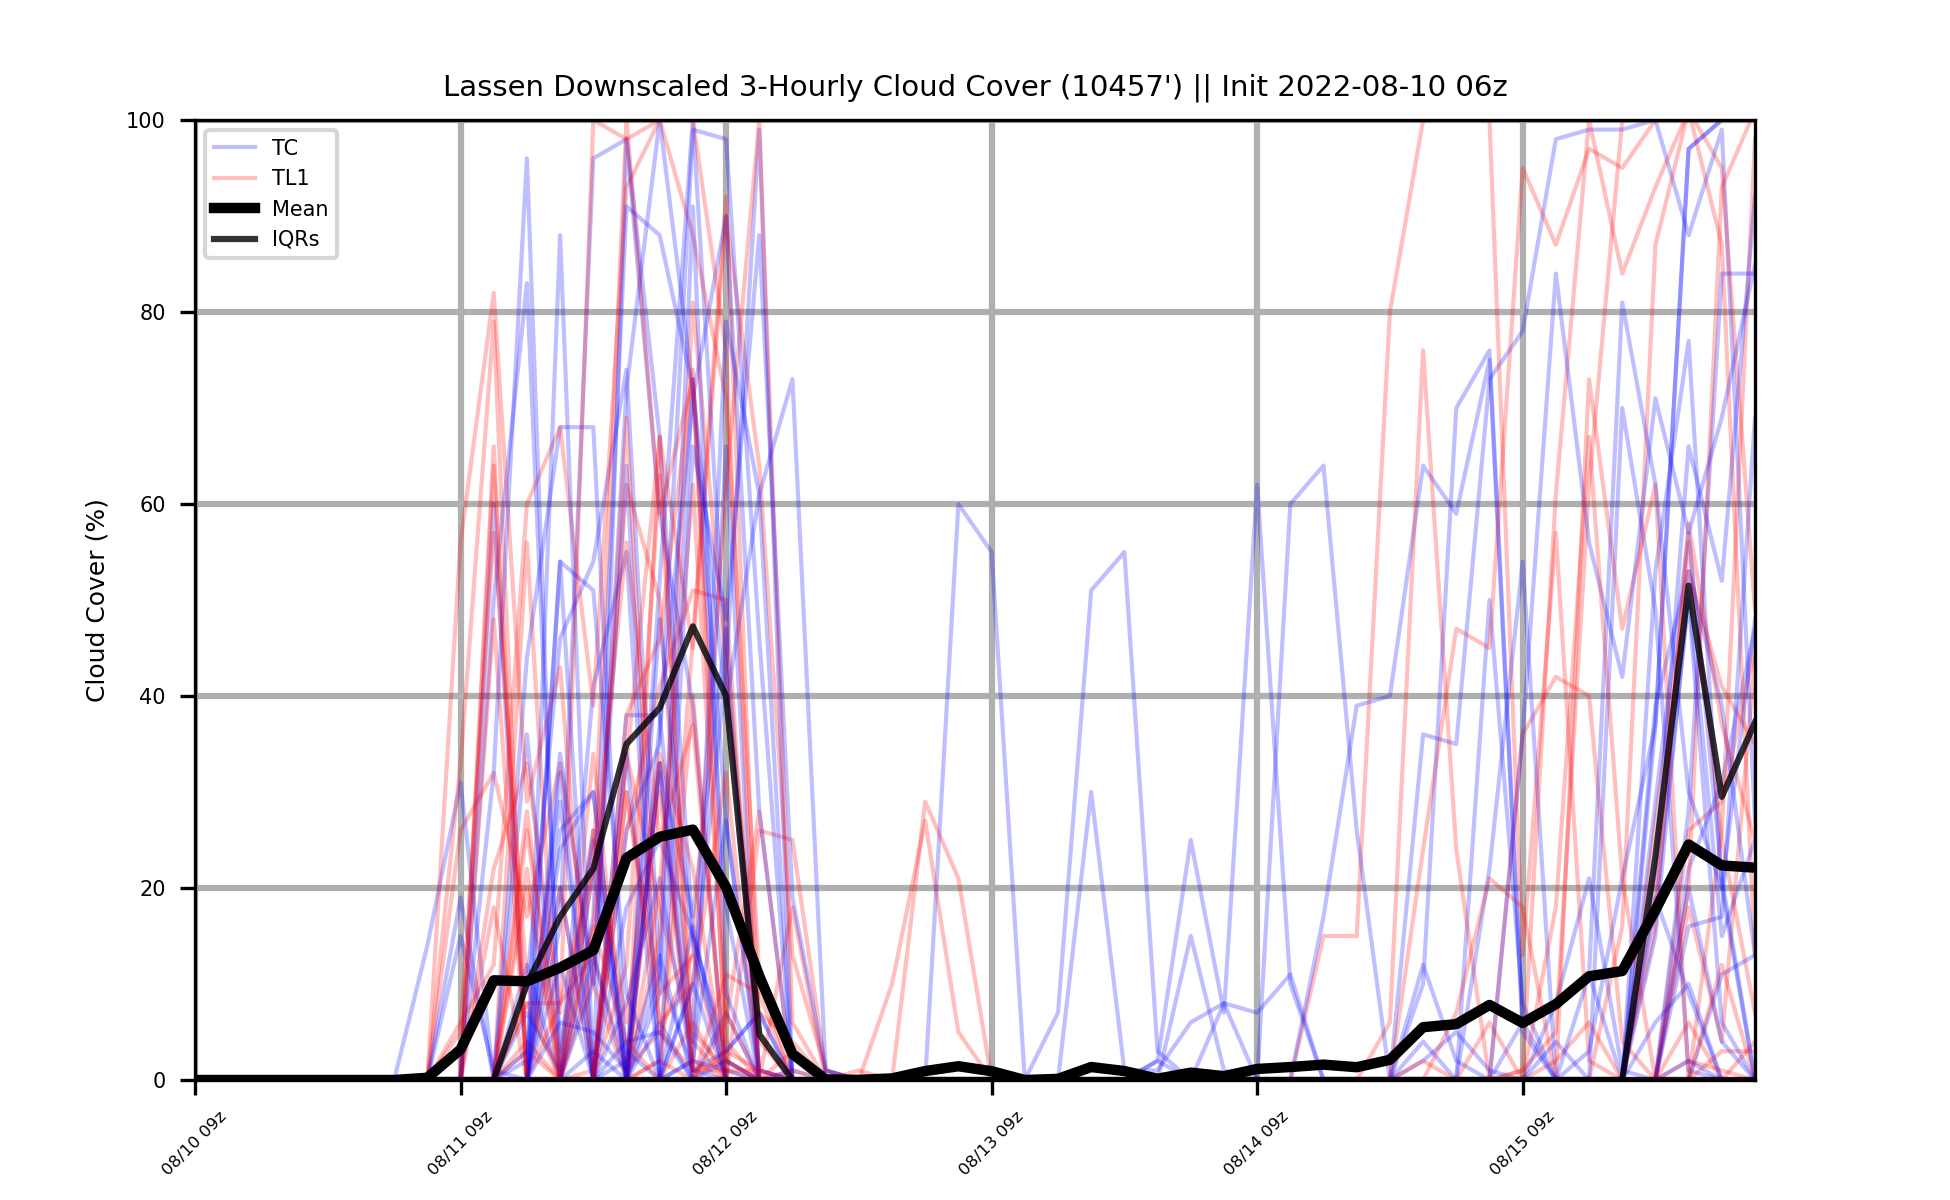 Lassen Downscaled 3-Hourly Cloud Cover (10457') || Init 2022-08-10 06z
100
80
60
40
20
0
Cloud Cover (%)
TC
TL1
Mean
IQRs
08/10 09z
08/11 09z
08/12 09z
08/13 09z
08/14 09z
08/15 09z